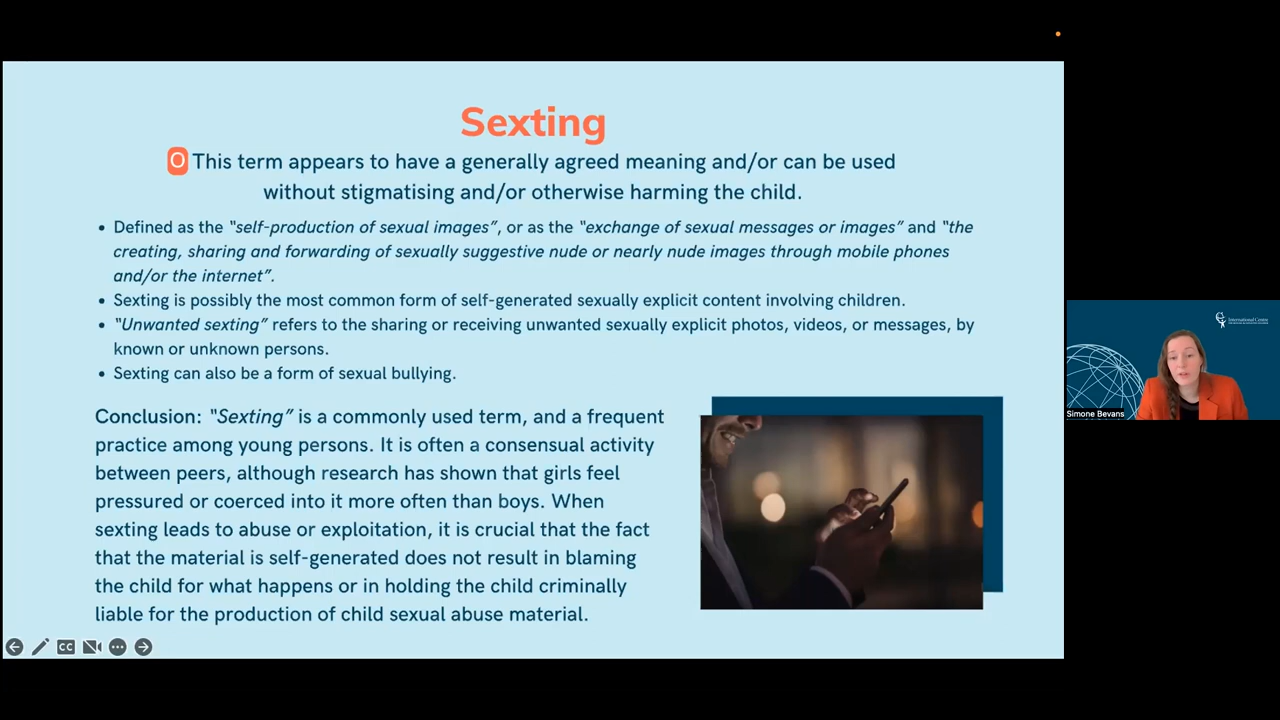 Sexting
O This term appears to have a generally agreed meaning and/or can be used
without stigmatising and/or otherwise harming the child.
• Defined as the “self-production of sexual images”, or as the “exchange of sexual messages or images” and “the
creating, sharing and forwarding of sexually suggestive nude or nearly nude images through mobile phones
and/or the internet”.
• Sexting is possibly the most common form of self-generated sexually explicit content involving children.
• “Unwanted sexting” refers to the sharing or receiving unwanted sexually explicit photos, videos, or messages, by
known or unknown persons.
• Sexting can also be a form of sexual bullying.
Conclusion: “Sexting” is a commonly used term, and a frequent
practice among young persons. It is often a consensual activity
between peers, although research has shown that girls feel
pressured or coerced into it more often than boys. When
sexting leads to abuse or exploitation, it is crucial that the fact
that the material is self-generated does not result in blaming
the child for what happens or in holding the child criminally
liable for the production of child sexual abuse material.
CC
International Centre
Simone Bevans